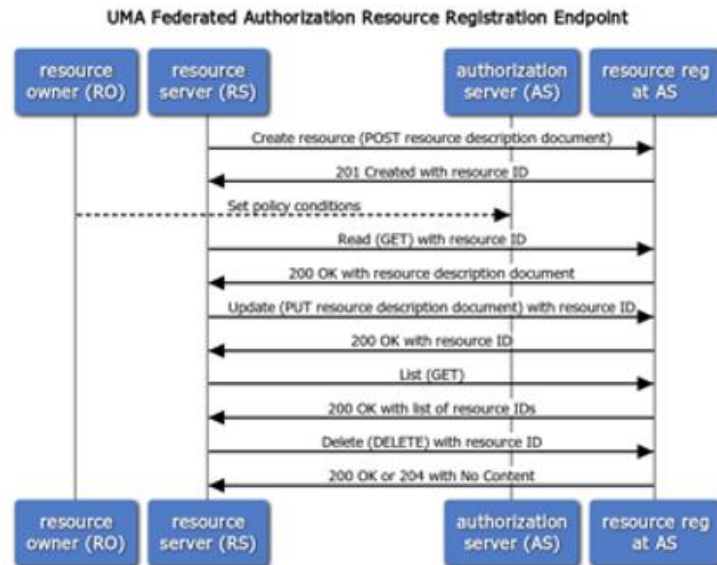 UMA Federated Authorization Resource Registration Endpoint
resource
owner (RO)
resource
server (RS)
authorization
server (AS)
resource reg
at AS
Create resource (POST resource description document)
201 Created with resource ID
Set policy conditions
Read (GET) with resource ID
200 OK with resource description document
Update (PUT resource description document) with resource ID
200 OK with resource ID
List (GET)
200 OK with list of resource IDs
Delete (DELETE) with resource ID
200 OK or 204 with No Content
resource
owner (RO)
resource
server (RS)
authorization
server (AS)
resource reg
at AS